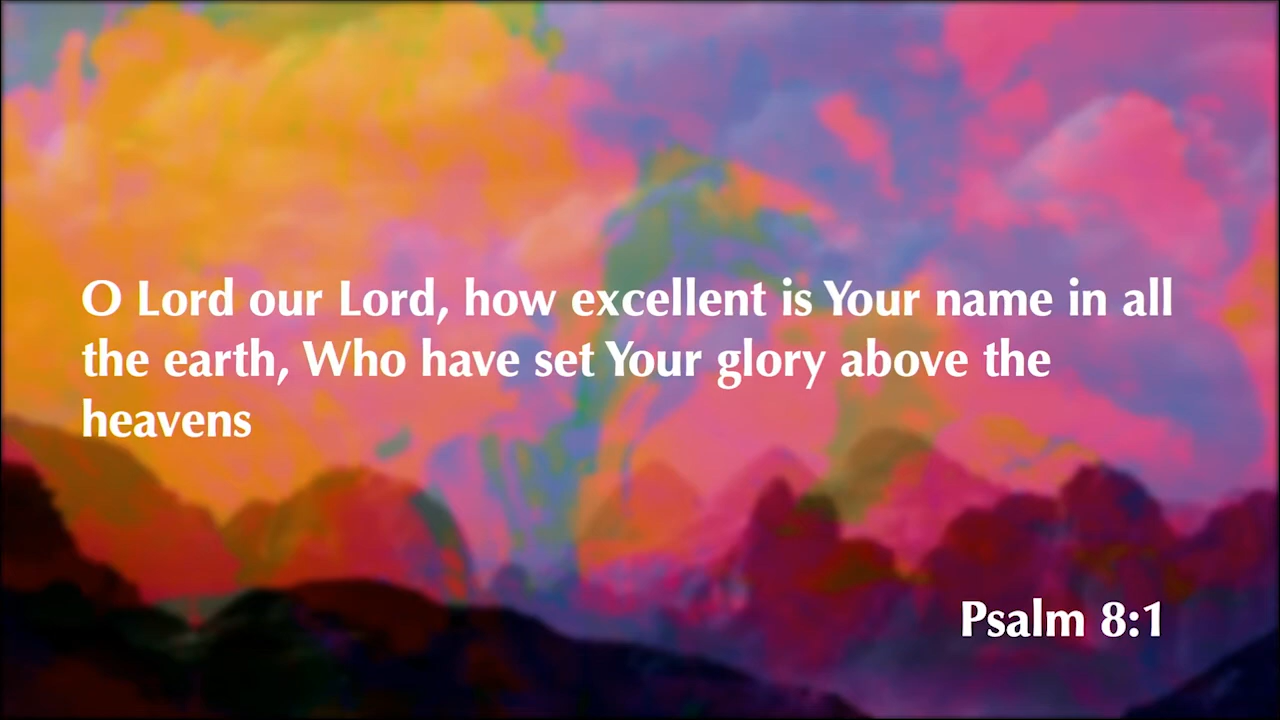 O Lord our Lord, how excellent is Your name in all
the earth, Who have set Your glory above the
heavens
Psalm 8:1